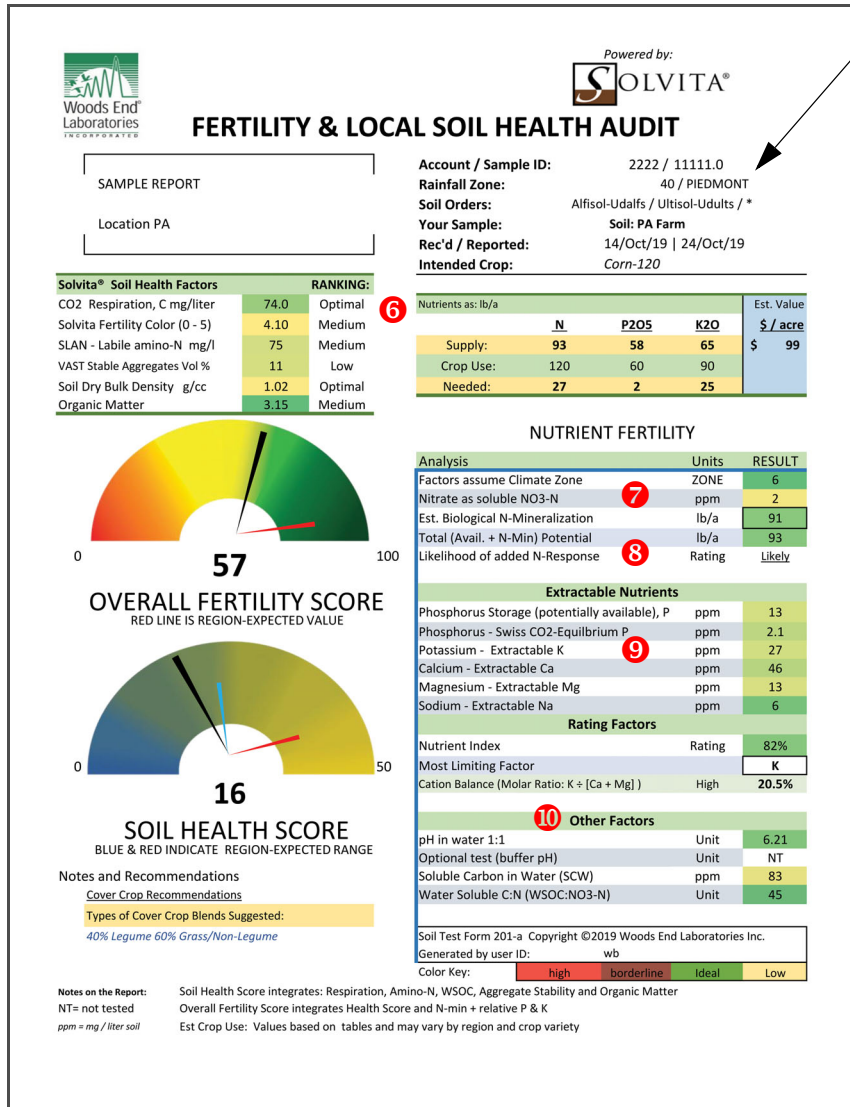 Powered by:
SOLVITA®
Woods End®
Laboratories
INCORPORATED
FERTILITY & LOCAL SOIL HEALTH AUDIT
SAMPLE REPORT
Location PA
Account / Sample ID: 2222 / 11111.0
Rainfall Zone: 40 / PIEDMONT
Soil Orders: Alfisol-Udalfs / Ultisol-Udults / *
Your Sample: Soil: PA Farm
Rec'd / Reported: 14/Oct/19 | 24/Oct/19
Intended Crop: Corn-120
Solvita® Soil Health Factors RANKING:
CO2 Respiration, C mg/liter 74.0 Optimal
Solvita Fertility Color (0 - 5) 4.10 Medium
SLAN - Labile amino-N mg/l 75 Medium
VAST Stable Aggregates Vol % 11 Low
Soil Dry Bulk Density g/cc 1.02 Optimal
Organic Matter 3.15 Medium
6
Nutrients as: lb/a Est. Value
N P2O5 K2O $ / acre
Supply: 93 58 65 $ 99
Crop Use: 120 60 90
Needed: 27 2 25
0 100
57
OVERALL FERTILITY SCORE
RED LINE IS REGION-EXPECTED VALUE
0 50
16
SOIL HEALTH SCORE
BLUE & RED INDICATE REGION-EXPECTED RANGE
Notes and Recommendations
Cover Crop Recommendations
Types of Cover Crop Blends Suggested:
40% Legume 60% Grass/Non-Legume
NUTRIENT FERTILITY
Analysis Units RESULT
Factors assume Climate Zone ZONE 6
Nitrate as soluble NO3-N 7 ppm 2
Est. Biological N-Mineralization lb/a 91
Total (Avail. + N-Min) Potential lb/a 93
Likelihood of added N-Response 8 Rating Likely
Extractable Nutrients
Phosphorus Storage (potentially available), P ppm 13
Phosphorus - Swiss CO2-Equilbrium P ppm 2.1
Potassium - Extractable K 9 ppm 27
Calcium - Extractable Ca ppm 46
Magnesium - Extractable Mg ppm 13
Sodium - Extractable Na ppm 6
Rating Factors
Nutrient Index Rating 82%
Most Limiting Factor K
Cation Balance (Molar Ratio: K ÷ [Ca + Mg] ) High 20.5%
10 Other Factors
pH in water 1:1 Unit 6.21
Optional test (buffer pH) Unit NT
Soluble Carbon in Water (SCW) ppm 83
Water Soluble C:N (WSOC:NO3-N) Unit 45
Soil Test Form 201-a Copyright ©2019 Woods End Laboratories Inc.
Generated by user ID: wb
Color Key: high borderline Ideal Low
Notes on the Report: Soil Health Score integrates: Respiration, Amino-N, WSOC, Aggregate Stability and Organic Matter
NT= not tested Overall Fertility Score integrates Health Score and N-min + relative P & K
ppm = mg / liter soil Est Crop Use: Values based on tables and may vary by region and crop variety